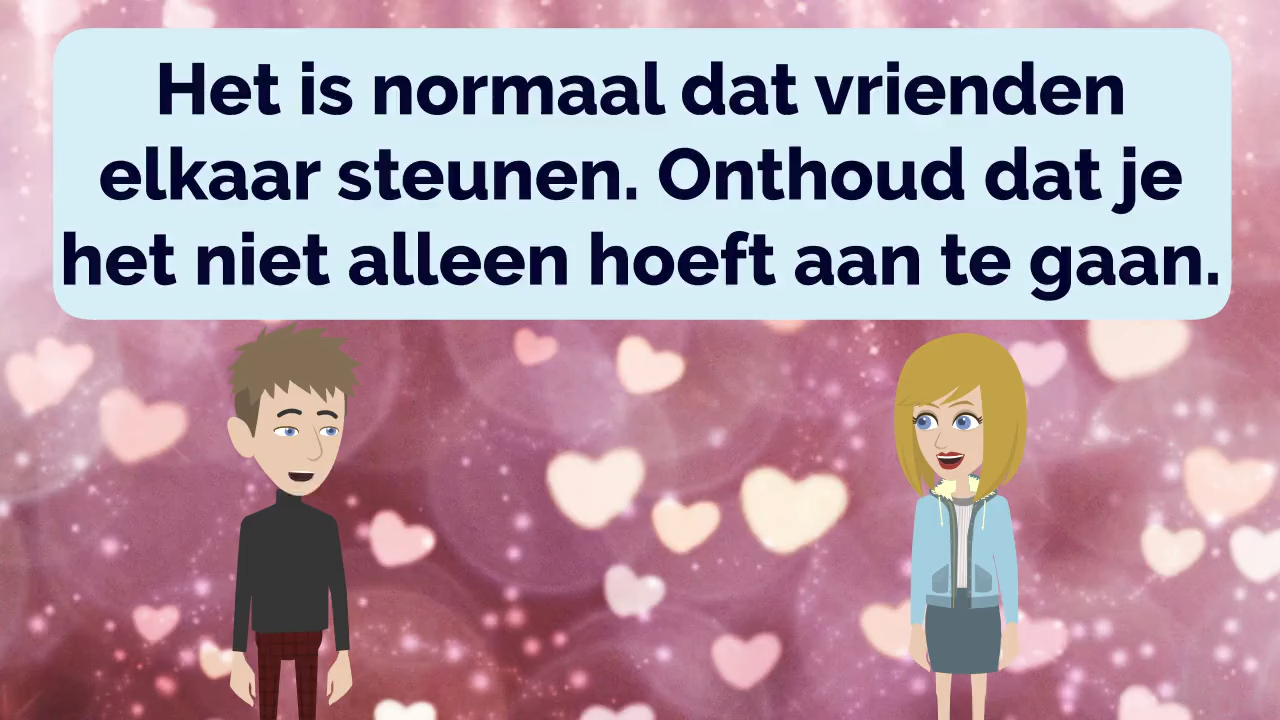 Het is normaal dat vrienden
elkaar steunen. Onthoud dat je
het niet alleen hoeft aan te gaan.